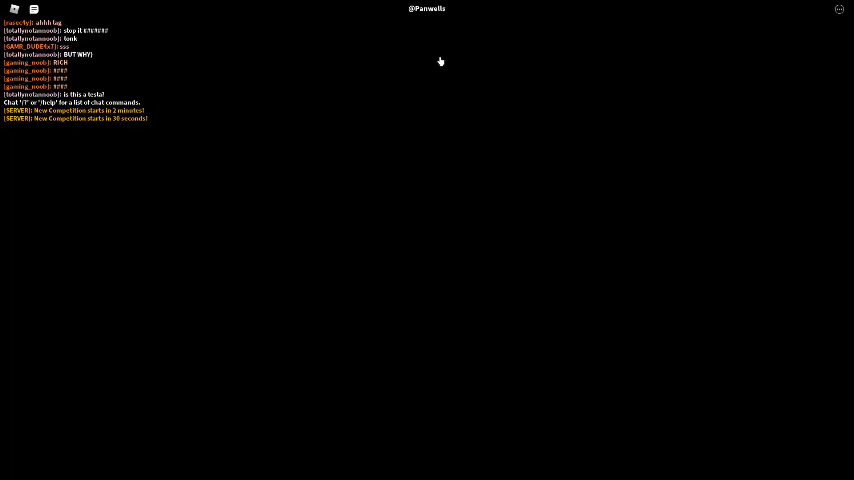 @Panwells
[rasec4y]: ahhh lag
[totallynotannoob]: stop it #######
[totallynotannoob]: tonk
[GAMR_DUDE4x7]: sss
[totallynotannoob]: BUT WHY}
[gaming_noob]: RICH
[gaming_noob]: ####
[gaming_noob]: ####
[gaming_noob]: ####
[totallynotannoob]: is this a tesla!
Chat '/?' or '/help' for a list of chat commands.
[SERVER]: New Competition starts in 2 minutes!
[SERVER]: New Competition starts in 30 seconds!